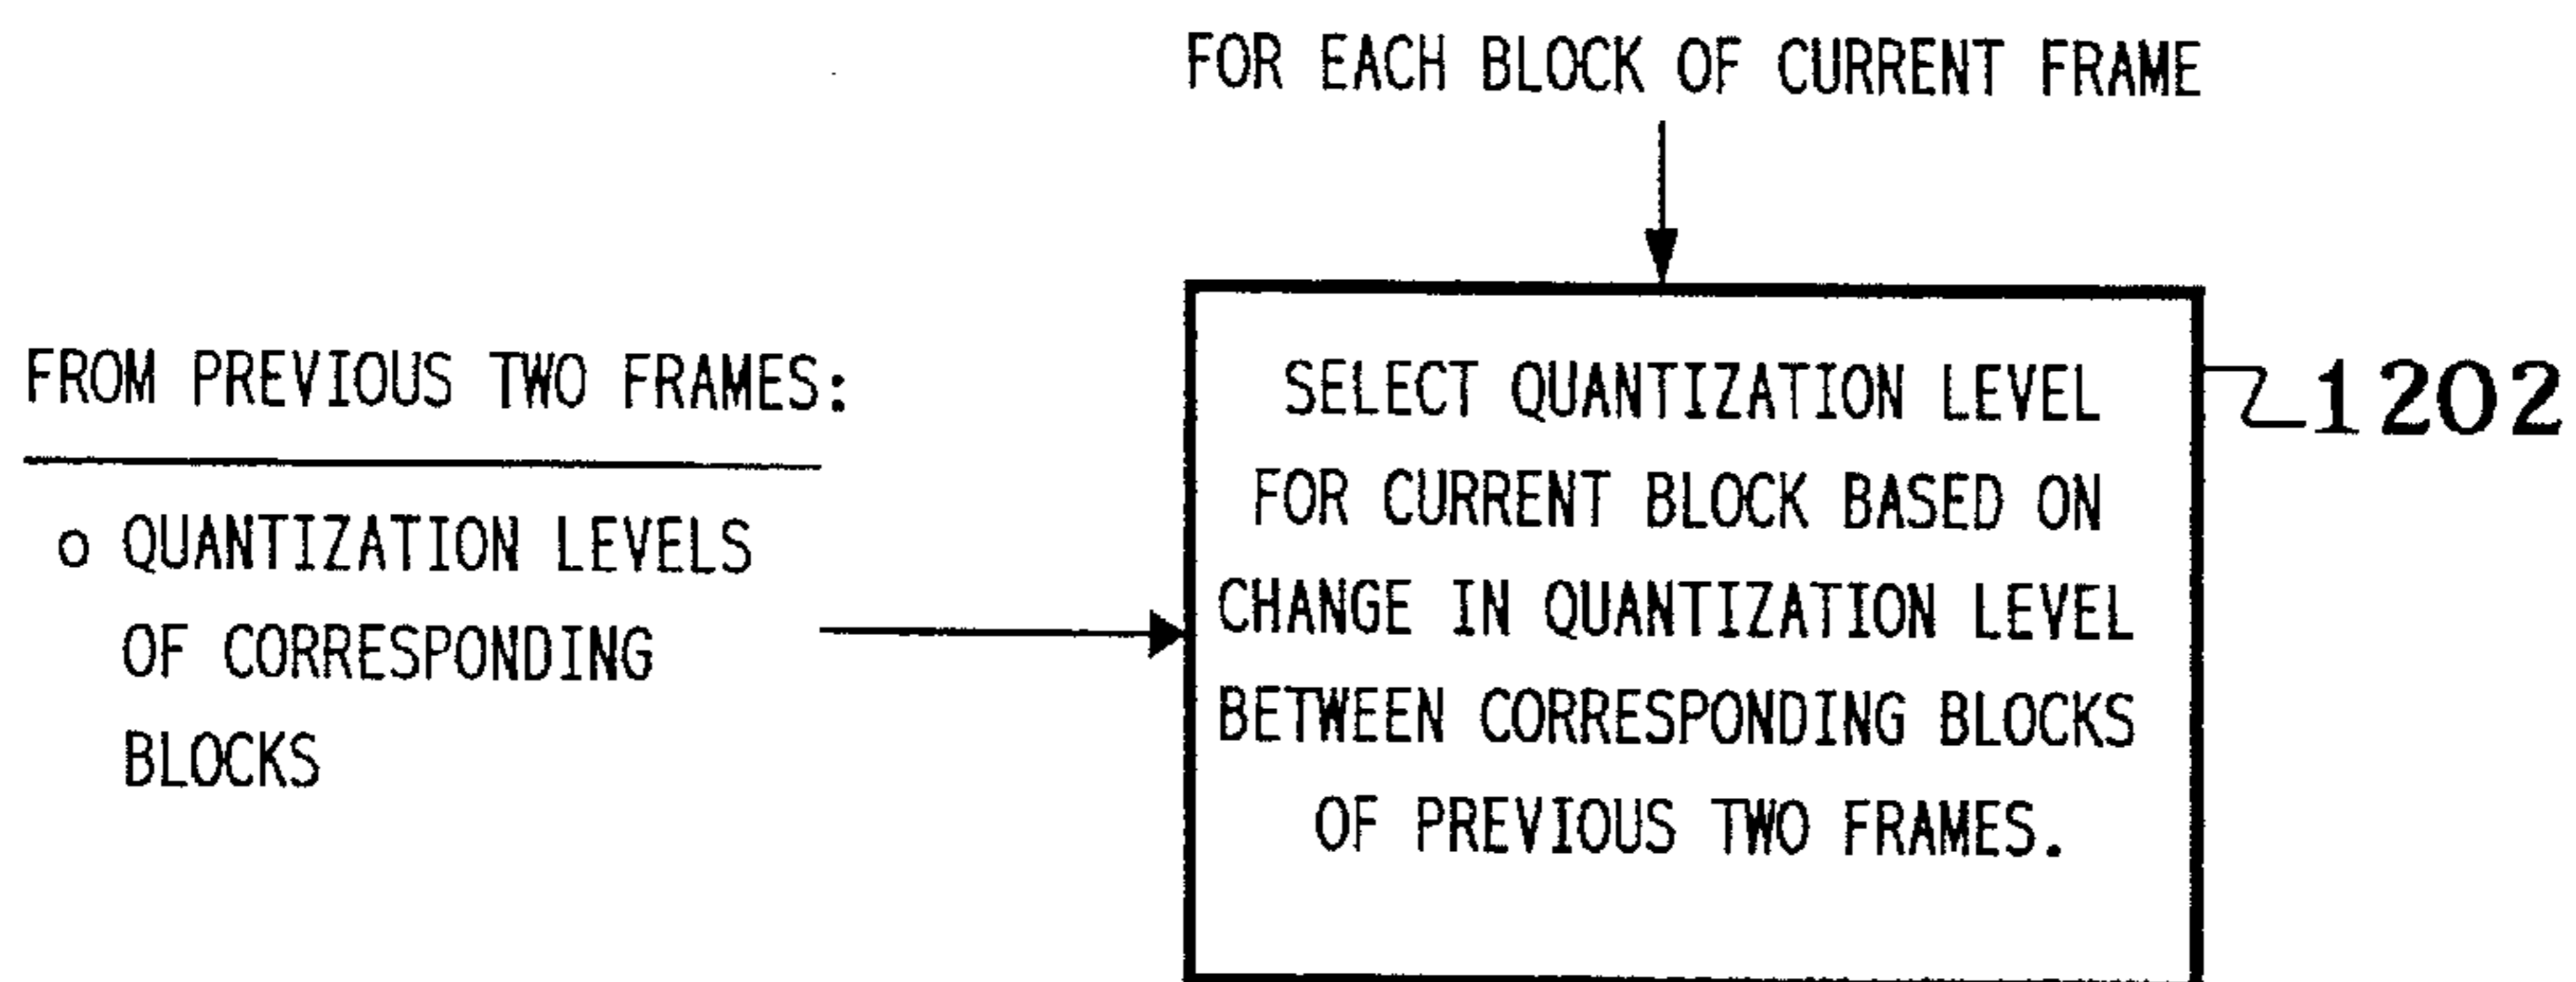 FOR EACH BLOCK OF CURRENT FRAME
FROM PREVIOUS TWO FRAMES:
o QUANTIZATION LEVELS
OF CORRESPONDING
BLOCKS
SELECT QUANTIZATION LEVEL
FOR CURRENT BLOCK BASED ON
CHANGE IN QUANTIZATION LEVEL
BETWEEN CORRESPONDING BLOCKS
OF PREVIOUS TWO FRAMES.
1202